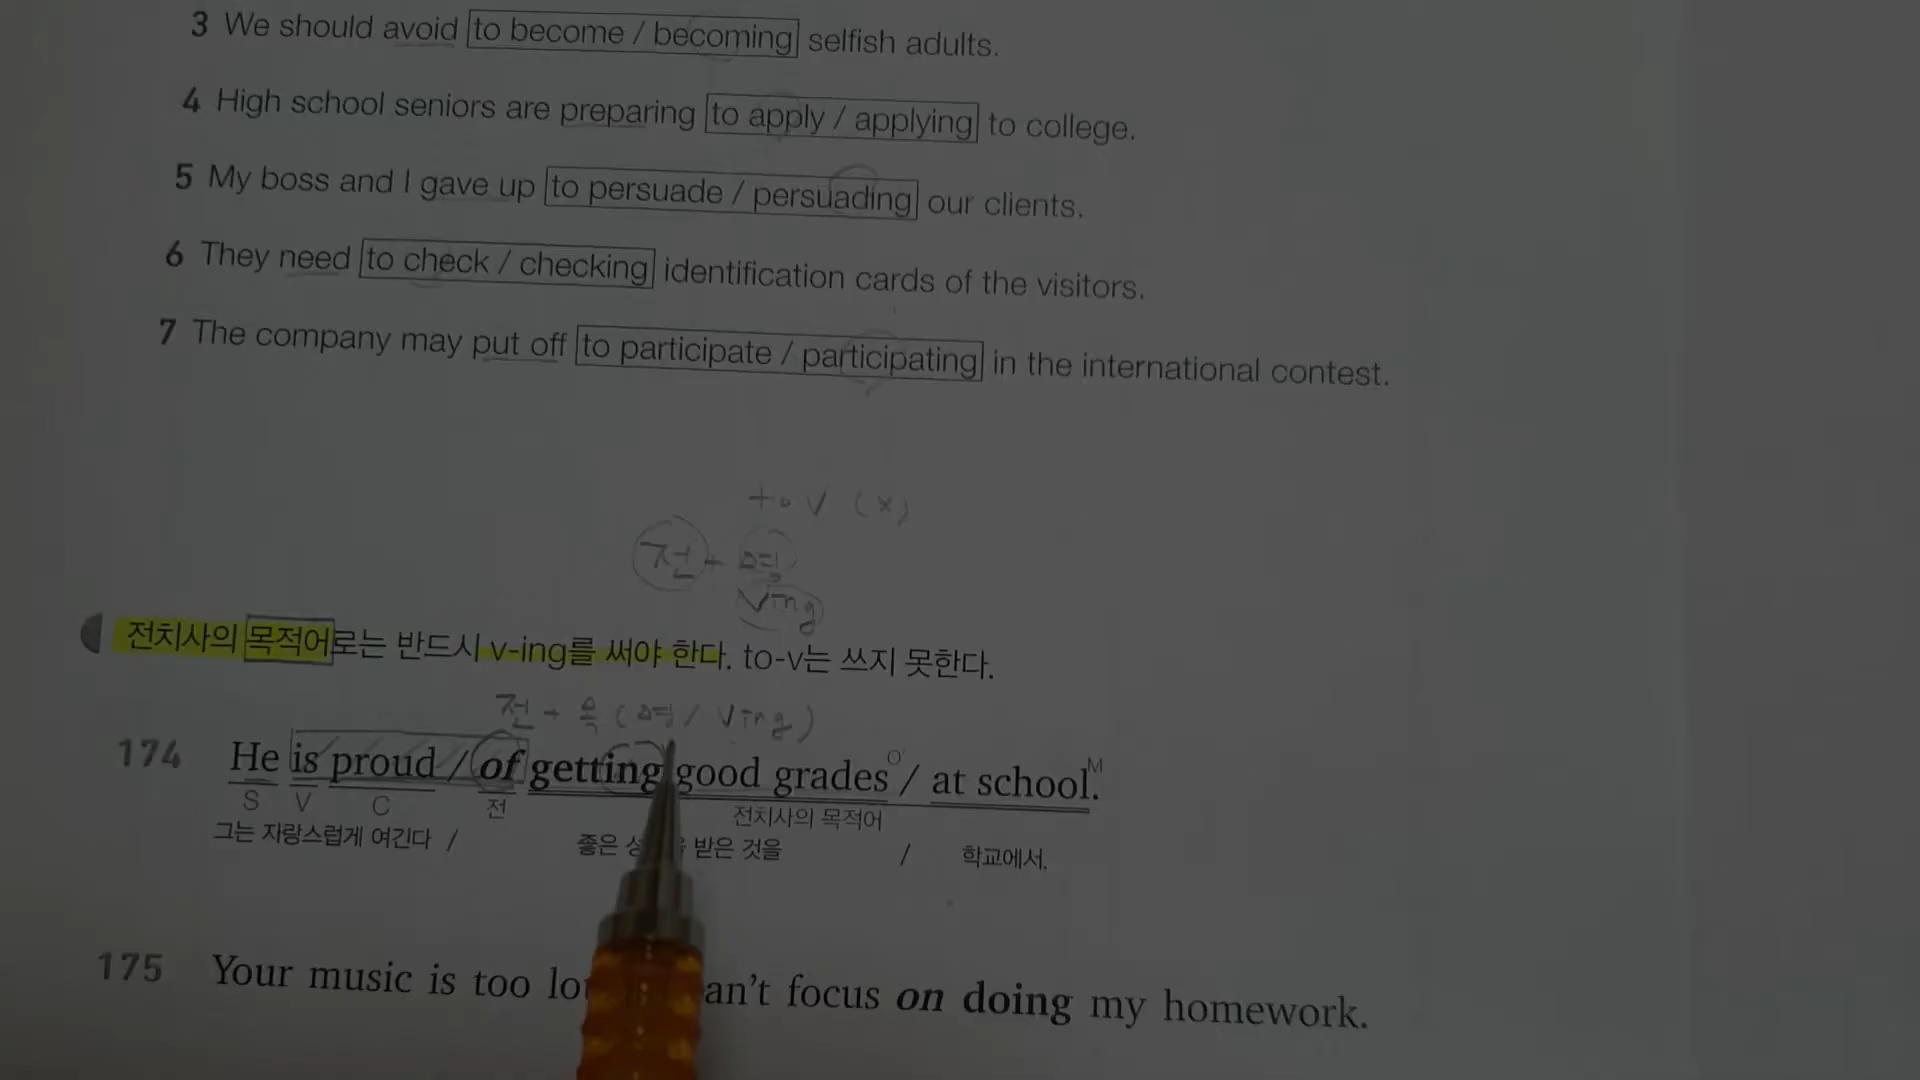 3 We should avoid to become / becoming selfish adults.
4 High school seniors are preparing to apply / applying to college.
5 My boss and I gave up to persuade / persuading our clients.
6 They need to check / checking identification cards of the visitors.
7 The company may put off to participate / participating in the international contest.
to V (x)
전 + 명
Ving
전치사의 목적어로는 반드시 v-ing를 써야 한다. to-v는 쓰지 못한다.
전 + 목 (명/ Ving)
174 He is proud / of getting good grades O′ / at school. M
S V C 전 전치사의 목적어
그는 자랑스럽게 여긴다 / 좋은 받은 것을 / 학교에서.
175 Your music is too an't focus on doing my homework.